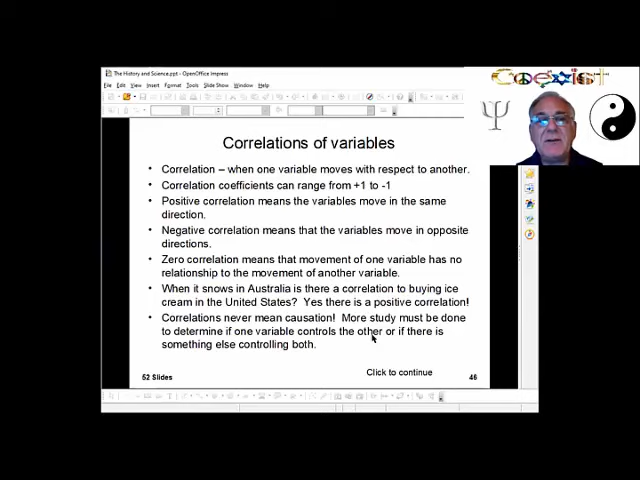 The History and Science.ppt - OpenOffice Impress
File Edit View Insert Format Tools Slide Show Window Help
Coexist
Ψ
Correlations of variables
• Correlation – when one variable moves with respect to another.
• Correlation coefficients can range from +1 to -1
• Positive correlation means the variables move in the same
direction.
• Negative correlation means that the variables move in opposite
directions.
• Zero correlation means that movement of one variable has no
relationship to the movement of another variable.
• When it snows in Australia is there a correlation to buying ice
cream in the United States? Yes there is a positive correlation!
• Correlations never mean causation! More study must be done
to determine if one variable controls the other or if there is
something else controlling both.
Click to continue
52 Slides
46